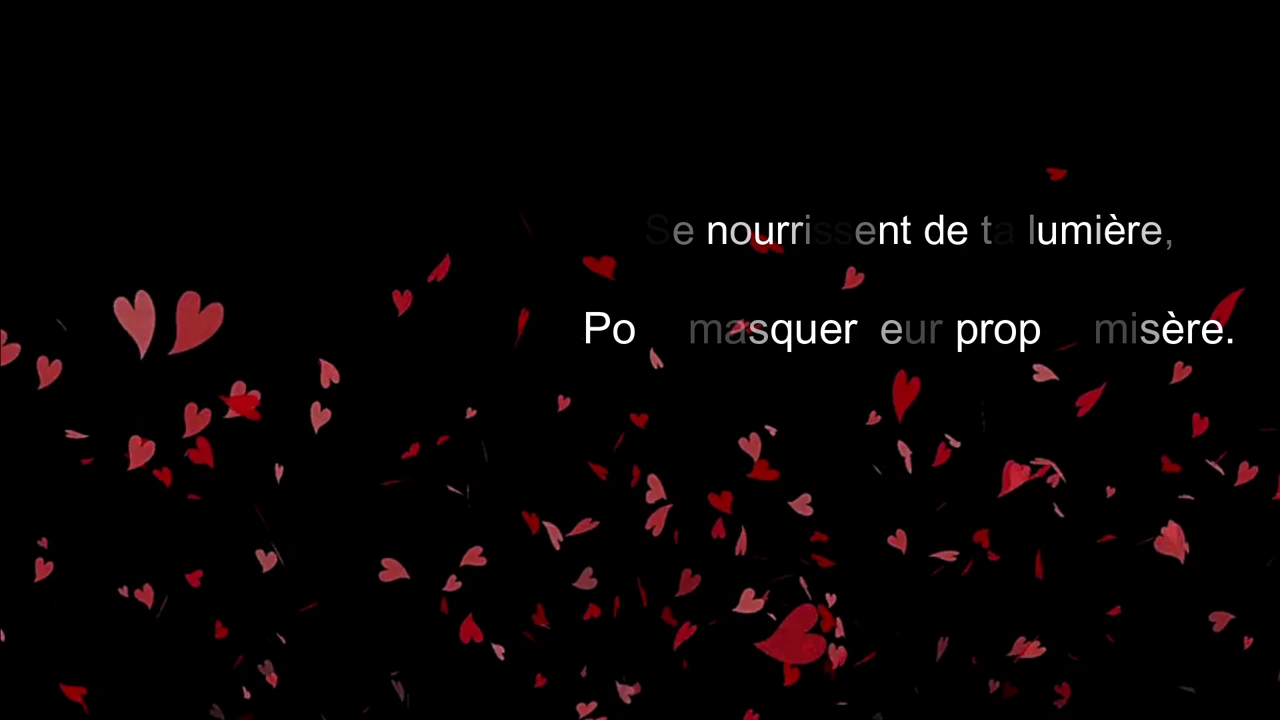 Se nourrissent de ta lumière,
Po masquer eur prop misère.